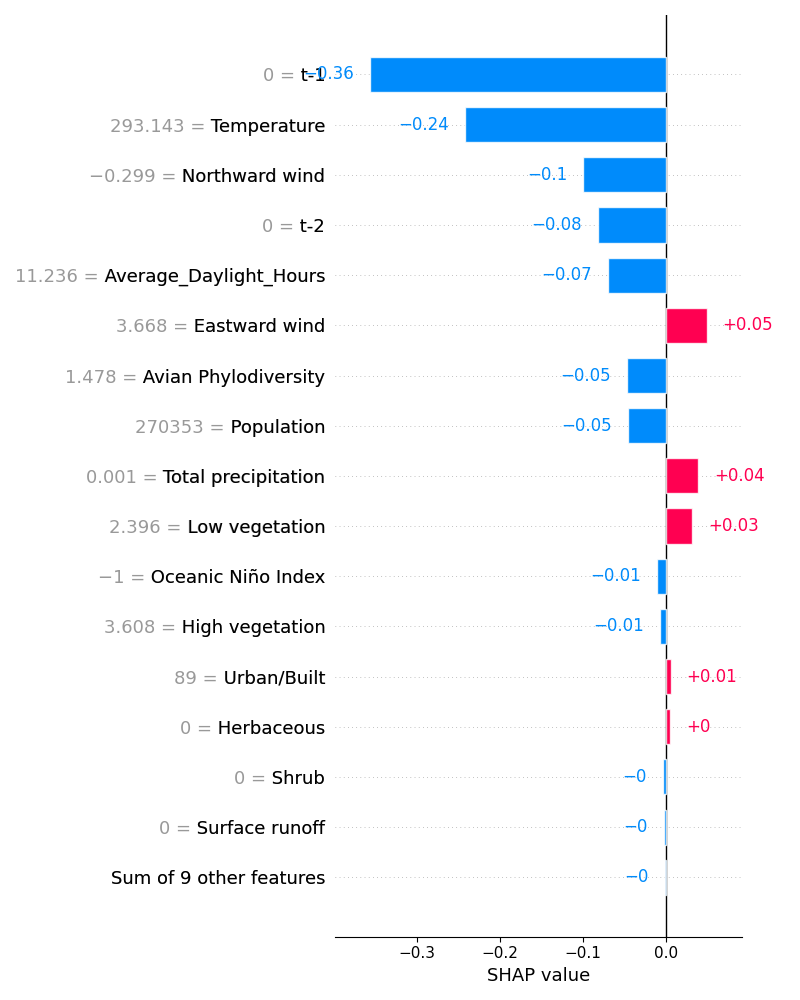 0 = t-1 −0.36
293.143 = Temperature −0.24
−0.299 = Northward wind −0.1
0 = t-2 −0.08
11.236 = Average_Daylight_Hours −0.07
3.668 = Eastward wind +0.05
1.478 = Avian Phylodiversity −0.05
270353 = Population −0.05
0.001 = Total precipitation +0.04
2.396 = Low vegetation +0.03
−1 = Oceanic Niño Index −0.01
3.608 = High vegetation −0.01
89 = Urban/Built +0.01
0 = Herbaceous +0
0 = Shrub −0
0 = Surface runoff −0
Sum of 9 other features −0
−0.3 −0.2 −0.1 0.0
SHAP value